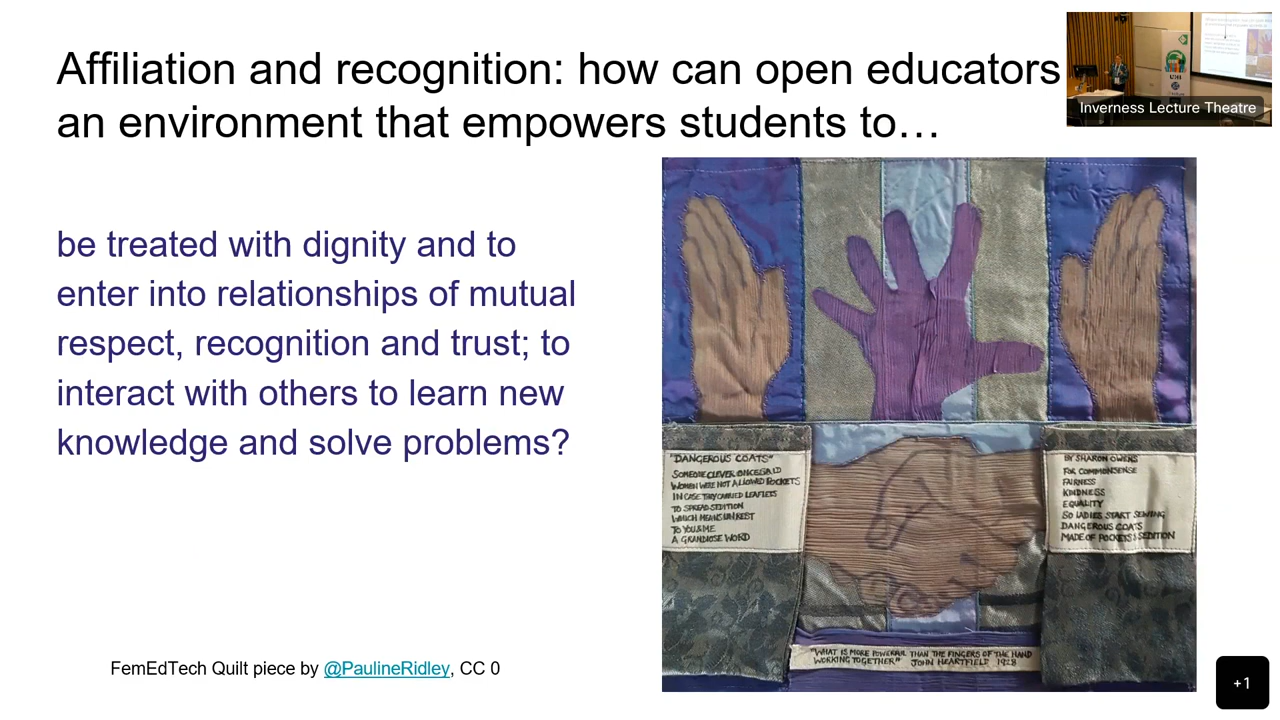 Affiliation and recognition: how can open educators
an environment that empowers students to…
Inverness Lecture Theatre
be treated with dignity and to
enter into relationships of mutual
respect, recognition and trust; to
interact with others to learn new
knowledge and solve problems?
"DANGEROUS COATS"
SOMEONE CLEVER ONCE SAID
WOMEN WERE NOT ALLOWED POCKETS
IN CASE THEY CARRIED LEAFLETS
TO SPREAD SEDITION
WHICH MEANS UNREST
TO YOU & ME
A GRANDIOSE WORD
BY SHARON OWENS
FOR COMMONSENSE
FAIRNESS
KINDNESS
EQUALITY
SO LADIES START SEWING
DANGEROUS COATS
MADE OF POCKETS & SEDITION
"WHAT IS MORE POWERFUL THAN THE FINGERS OF THE HAND
WORKING TOGETHER" JOHN HEARTFIELD 1928
FemEdTech Quilt piece by @PaulineRidley, CC 0
+1